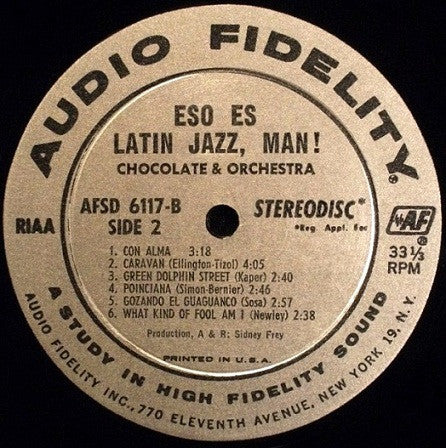 AUDIO FIDELITY®
ESO ES
LATIN JAZZ, MAN!
CHOCOLATE & ORCHESTRA
AFSD 6117-B
SIDE 2
RIAA
STEREODISC*
*Reg. Appl. For
AF
33⅓
RPM
1. CON ALMA 3:18
2. CARAVAN (Ellington-Tizol) 4:05
3. GREEN DOLPHIN STREET (Kaper) 2:40
4. POINCIANA (Simon-Bernier) 2:46
5. GOZANDO EL GUAGUANCO (Sosa) 2:57
6. WHAT KIND OF FOOL AM I (Newley) 2:38
Production, A & R: Sidney Frey
PRINTED IN U.S.A.
A STUDY IN HIGH FIDELITY SOUND
AUDIO FIDELITY INC., 770 ELEVENTH AVENUE, NEW YORK 19, N.Y.